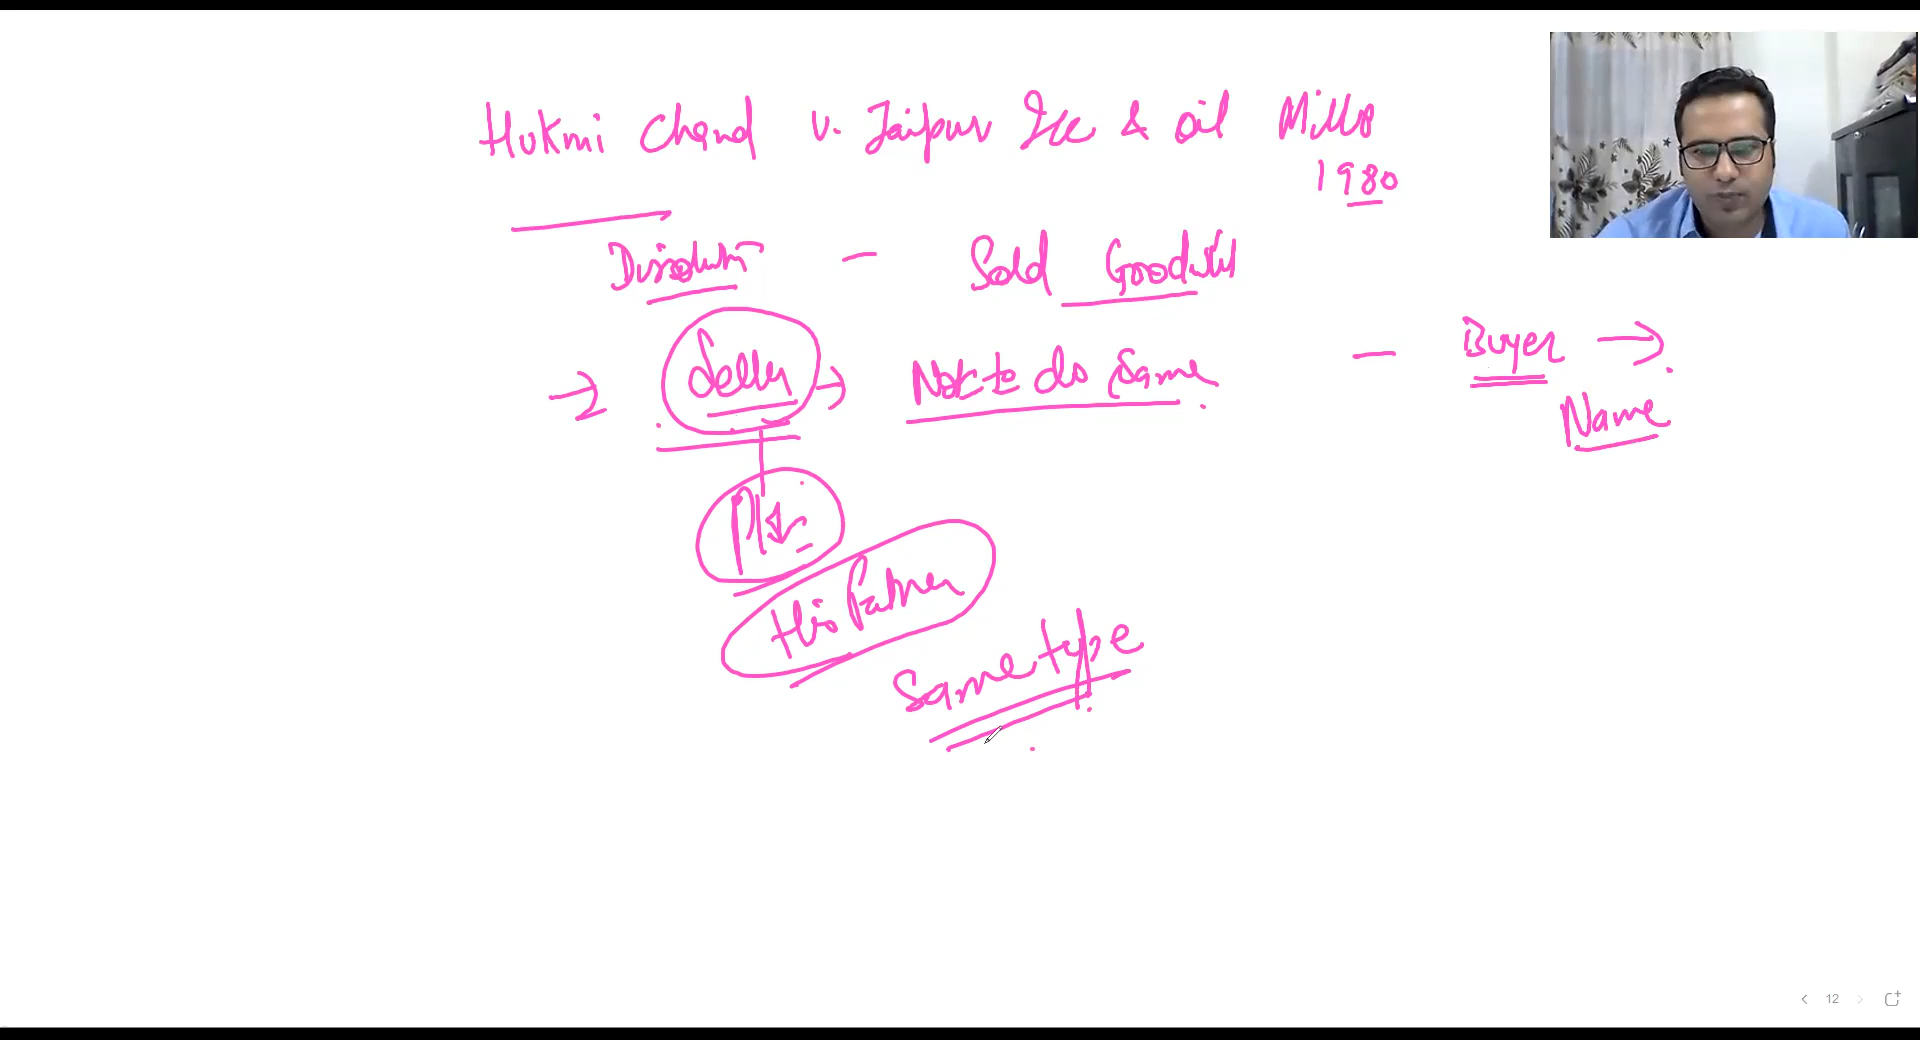 Hukmi Chand v. Jaipur Ice & oil Mills
1980
Dissolution - Sold Goodwill
→ Seller → Not to do Same - Buyer →
Name
His Partner
Same type
12